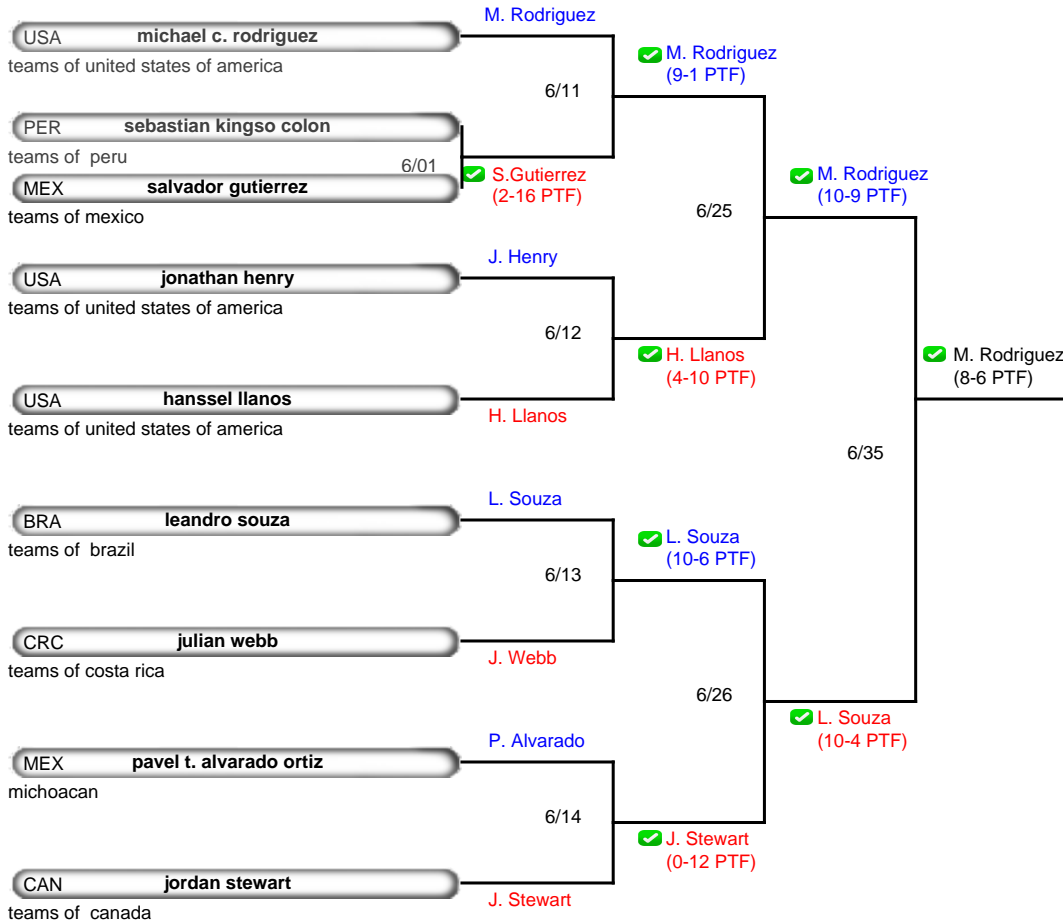 M. Rodriguez
USA michael c. rodriguez
teams of united states of america
M. Rodriguez
(9-1 PTF)
6/11
PER sebastian kingso colon
teams of  peru
6/01
S.Gutierrez
(2-16 PTF)
MEX salvador gutierrez
teams of mexico
M. Rodriguez
(10-9 PTF)
6/25
J. Henry
USA jonathan henry
teams of united states of america
6/12
H. Llanos
(4-10 PTF)
M. Rodriguez
(8-6 PTF)
USA hanssel llanos
H. Llanos
teams of united states of america
6/35
L. Souza
BRA leandro souza
teams of  brazil
L. Souza
(10-6 PTF)
6/13
CRC julian webb
J. Webb
teams of costa rica
6/26
L. Souza
(10-4 PTF)
P. Alvarado
MEX pavel t. alvarado ortiz
michoacan
6/14
J. Stewart
(0-12 PTF)
CAN jordan stewart
J. Stewart
teams of  canada